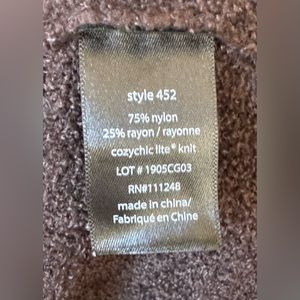 style 452
75% nylon
25% rayon / rayonne
cozychic lite® knit
LOT # 1905CG03
RN#111248
made in china/
Fabriqué en Chine